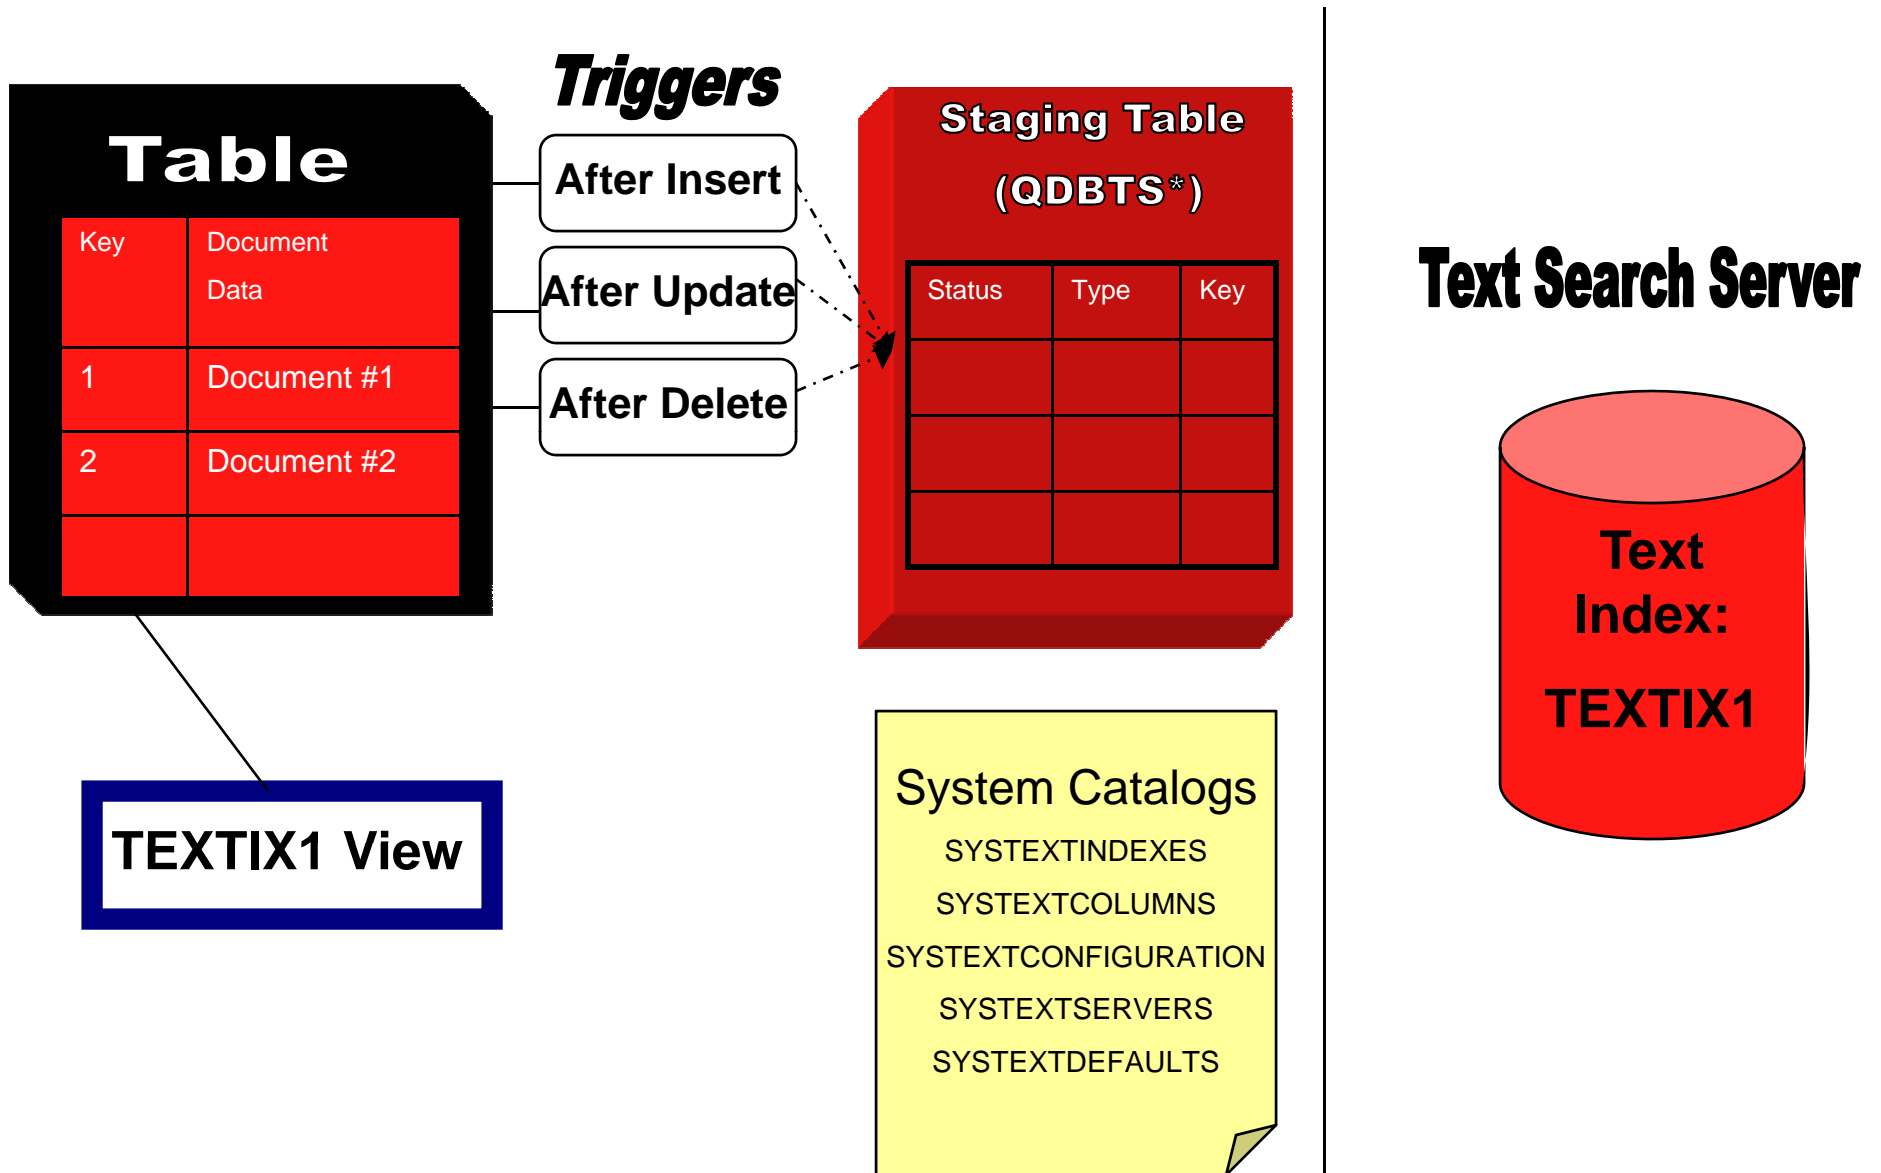 Triggers
Table
Key
Document
Data
1
Document #1
2
Document #2
After Insert
After Update
After Delete
Staging Table
(QDBTS*)
Status Type Key
TEXTIX1 View
System Catalogs
SYSTEXTINDEXES
SYSTEXTCOLUMNS
SYSTEXTCONFIGURATION
SYSTEXTSERVERS
SYSTEXTDEFAULTS
Text Search Server
Text
Index:
TEXTIX1